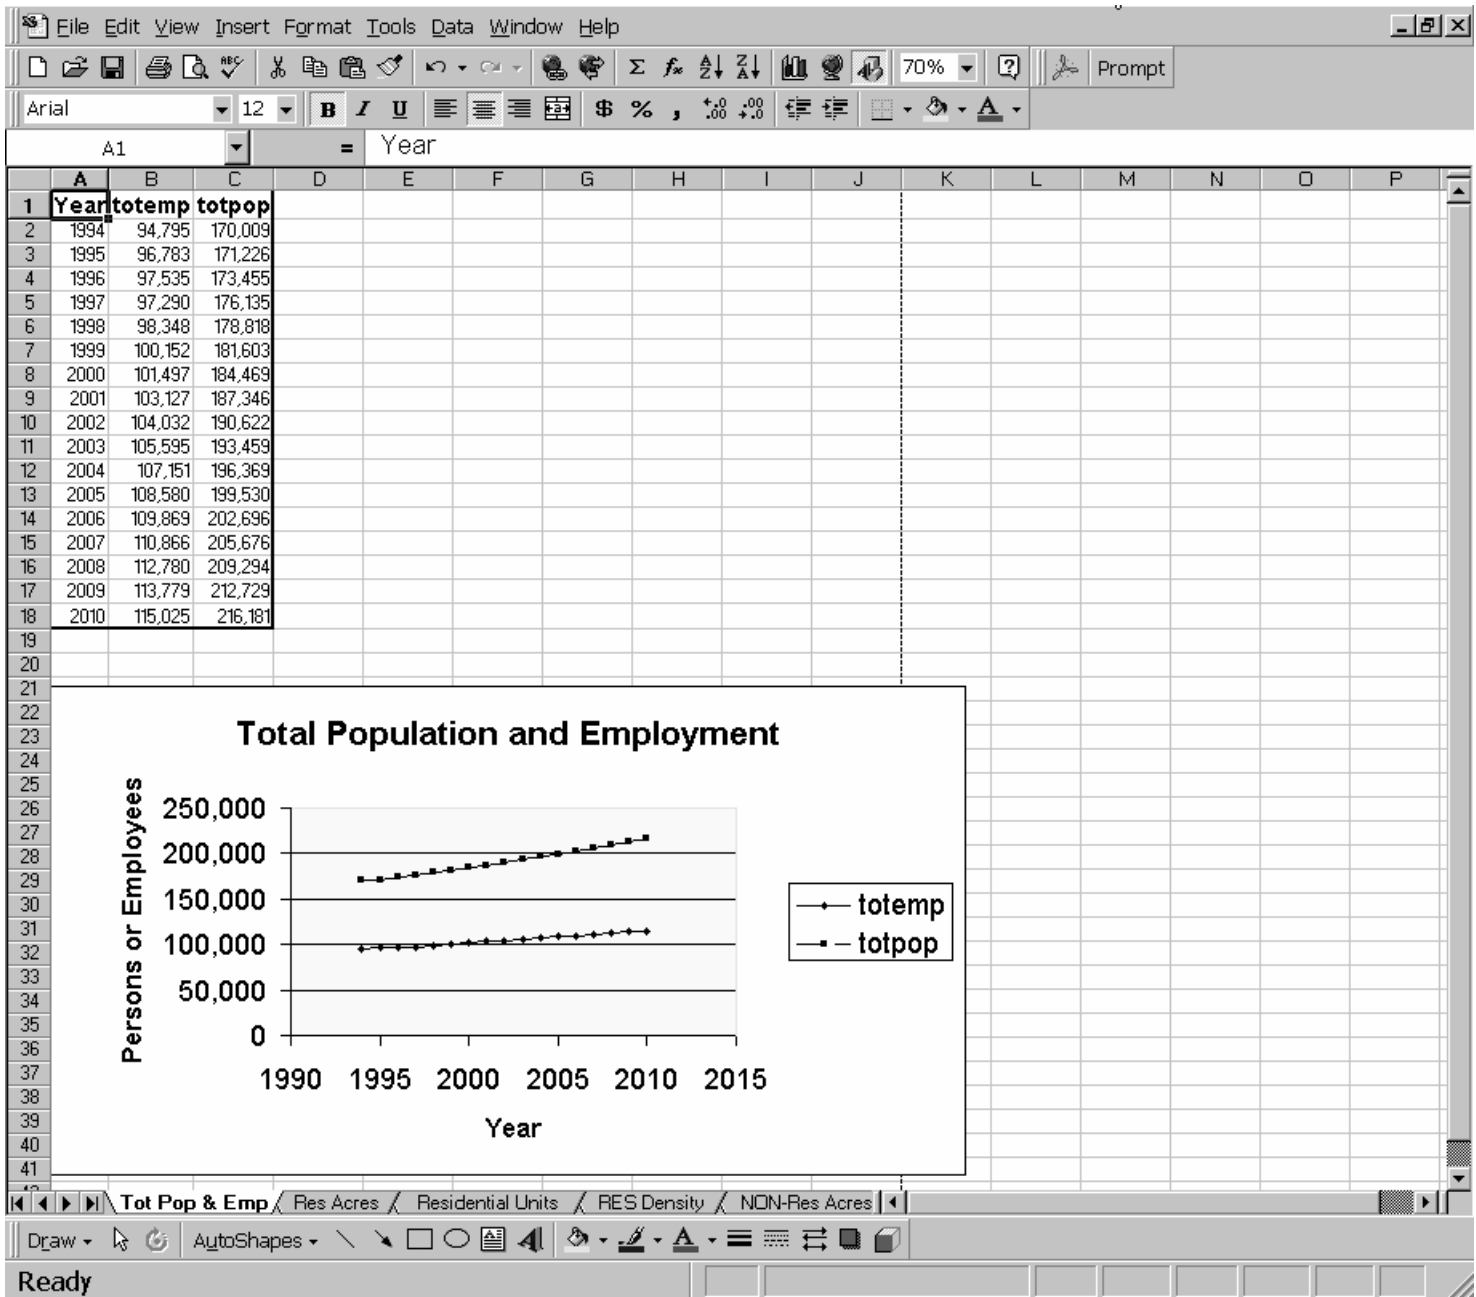 File Edit View Insert Format Tools Data Window Help
ABC Σ fx A Z Z A 70% ? Prompt
Arial 12 B I U $ % , A
A1 = Year
A B C D E F G H I J K L M N O P
1 Year totemp totpop
2 1994 94,795 170,009
3 1995 96,783 171,226
4 1996 97,535 173,455
5 1997 97,290 176,135
6 1998 98,348 178,818
7 1999 100,152 181,603
8 2000 101,497 184,469
9 2001 103,127 187,346
10 2002 104,032 190,622
11 2003 105,595 193,459
12 2004 107,151 196,369
13 2005 108,580 199,530
14 2006 109,869 202,696
15 2007 110,866 205,676
16 2008 112,780 209,294
17 2009 113,779 212,729
18 2010 115,025 216,181
19
20
21
22
23
24
25
26
27
28
29
30
31
32
33
34
35
36
37
38
39
40
41
Total Population and Employment
Persons or Employees
250,000
200,000
150,000
100,000
50,000
0
1990 1995 2000 2005 2010 2015
Year
totemp
totpop
Tot Pop & Emp Res Acres Residential Units RES Density NON-Res Acres
Draw AutoShapes A A
Ready